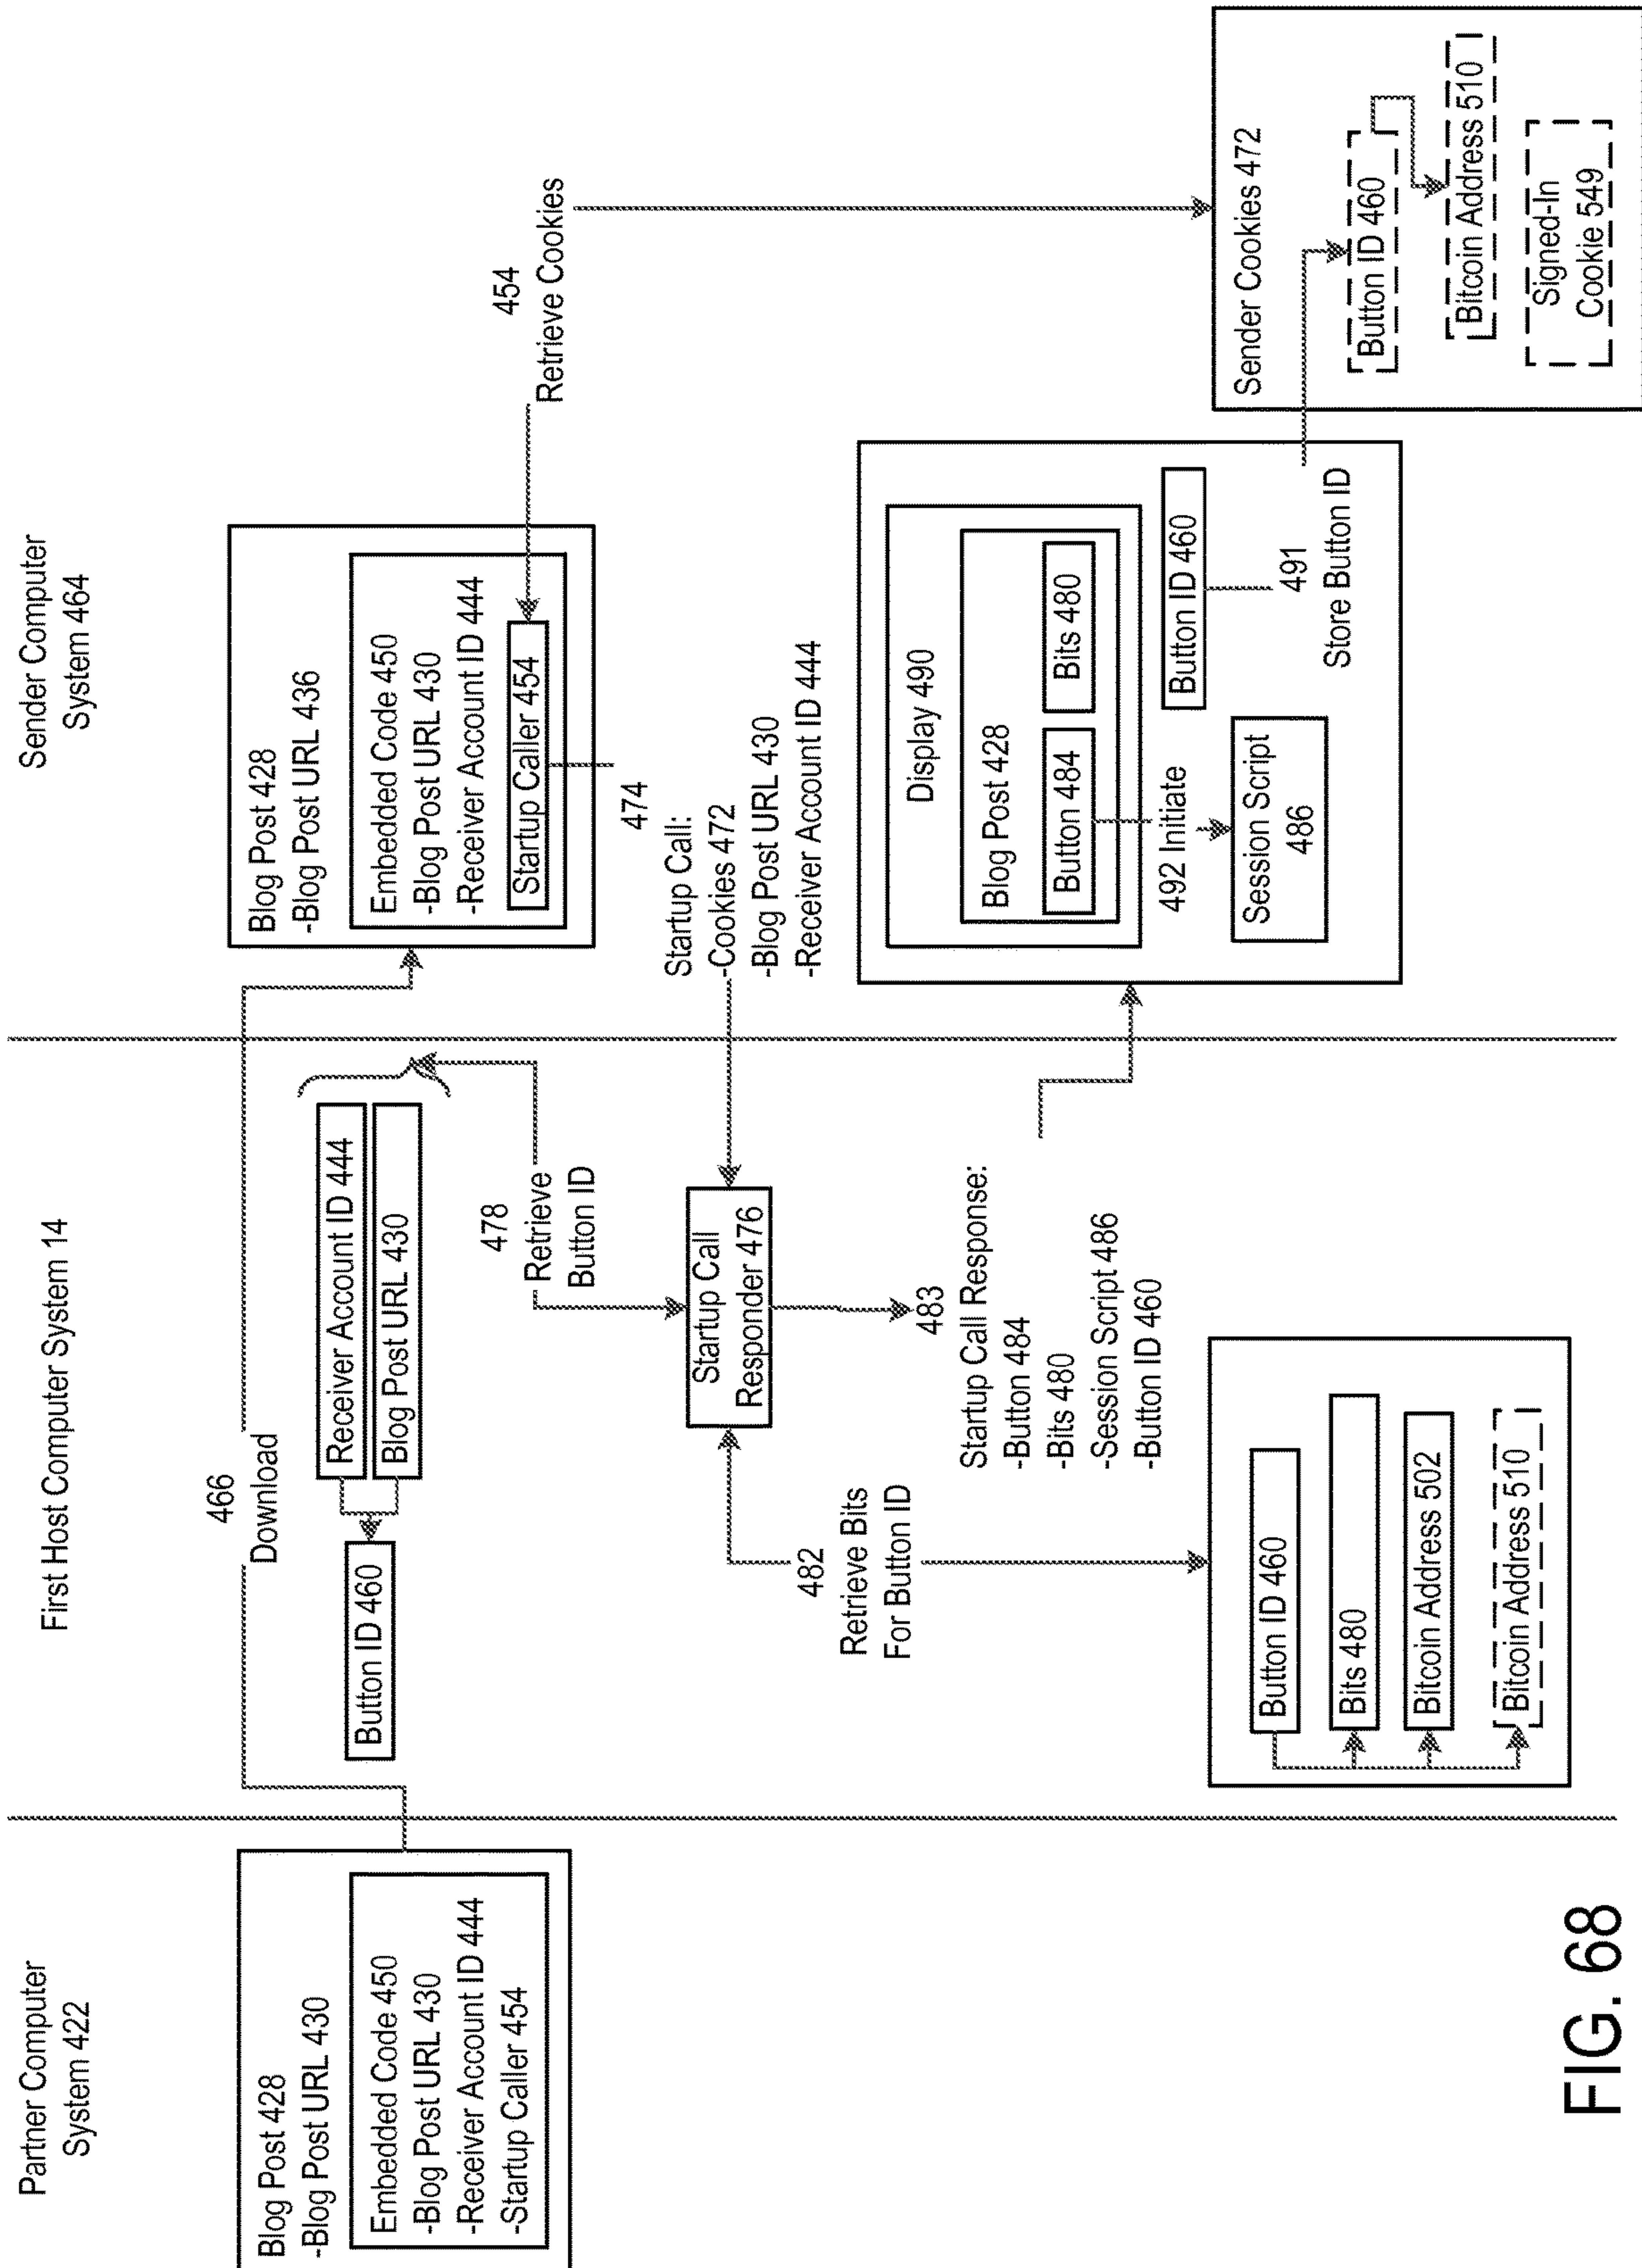 Partner Computer
System 422
First Host Computer System 14
Sender Computer
System 464
Blog Post 428
-Blog Post URL 430
Embedded Code 450
-Blog Post URL 430
-Receiver Account ID 444
-Startup Caller 454
466
Download
Button ID 460
Receiver Account ID 444
Blog Post URL 430
478
Retrieve
Button ID
Blog Post 428
-Blog Post URL 436
Embedded Code 450
-Blog Post URL 430
-Receiver Account ID 444
Startup Caller 454
454
Retrieve Cookies
474
Startup Call:
-Cookies 472
-Blog Post URL 430
-Receiver Account ID 444
Startup Call
Responder 476
482
Retrieve Bits
For Button ID
483
Startup Call Response:
-Button 484
-Bits 480
-Session Script 486
-Button ID 460
Button ID 460
Bits 480
Bitcoin Address 502
Bitcoin Address 510
Display 490
Blog Post 428
Button 484
Bits 480
492 Initiate
Session Script
486
Button ID 460
491
Store Button ID
Sender Cookies 472
Button ID 460
Bitcoin Address 510
Signed-In
Cookie 549
FIG. 68